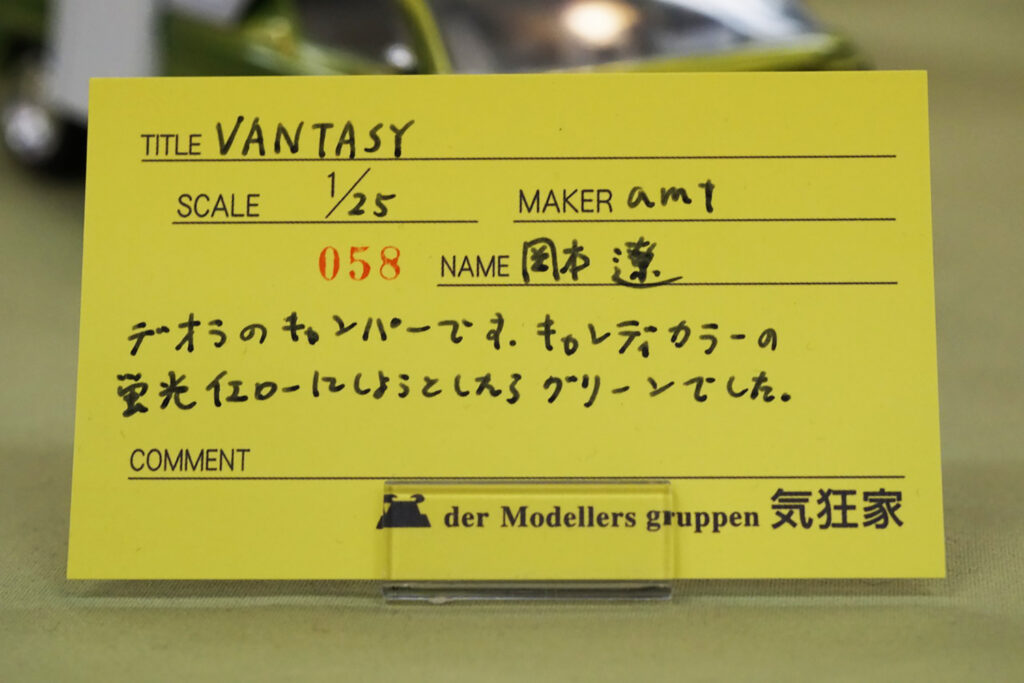 TITLE VANTASY
SCALE 1/25 MAKER amt
058 NAME 岡本 遼
デオラのキャンパーです. キャンディカラーの
蛍光イエローにしようとしたらグリーンでした.
COMMENT
der Modellers gruppen 気狂家